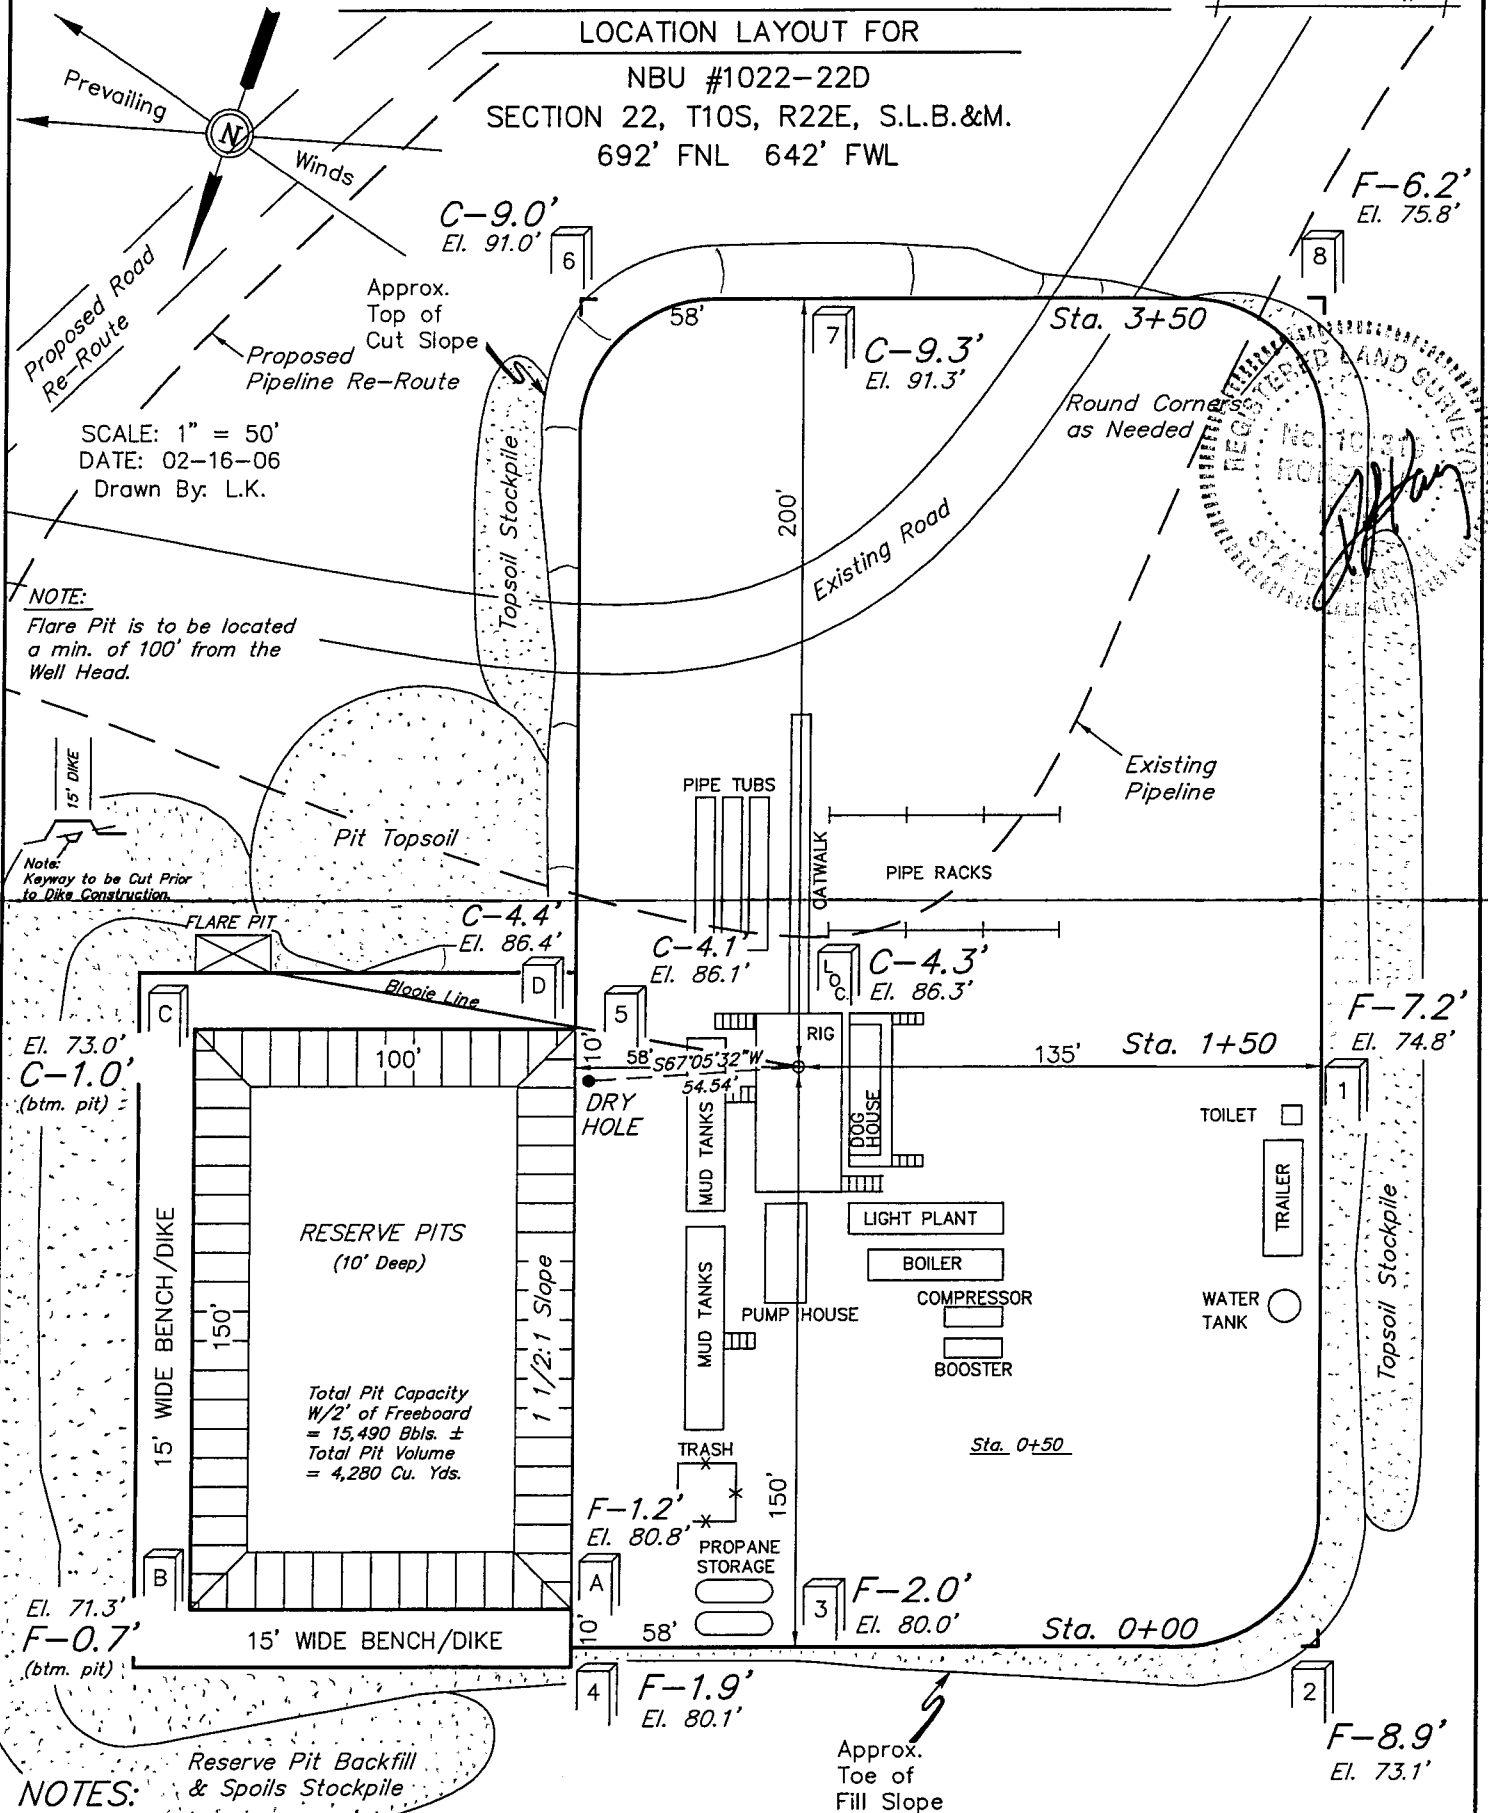 LOCATION LAYOUT FOR
NBU #1022-22D
SECTION 22, T10S, R22E, S.L.B.&M.
692' FNL 642' FWL
Prevailing
Winds
N
Proposed Road
Re-Route
Proposed
Pipeline Re-Route
Approx.
Top of
Cut Slope
SCALE: 1" = 50'
DATE: 02-16-06
Drawn By: L.K.
C-9.0'
El. 91.0'
6
F-6.2'
El. 75.8'
8
58'
7
C-9.3'
El. 91.3'
Sta. 3+50
Round Corners
as Needed
REGISTERED LAND SURVEYOR
Topsoil Stockpile
200'
Existing Road
NOTE:
Flare Pit is to be located
a min. of 100' from the
Well Head.
15' DIKE
Note:
Keyway to be Cut Prior
to Dike Construction.
Pit Topsoil
PIPE TUBS
CATWALK
PIPE RACKS
Existing
Pipeline
FLARE PIT
C-4.4'
El. 86.4'
D
C-4.1'
El. 86.1'
5
LOC.
C-4.3'
El. 86.3'
Blooie Line
C
El. 73.0'
C-1.0'
(btm. pit)
100'
10'
58'
S67°05'32"W
54.54'
RIG
135'
Sta. 1+50
F-7.2'
El. 74.8'
1
DRY
HOLE
MUD TANKS
DOG
HOUSE
TOILET
TRAILER
Topsoil Stockpile
RESERVE PITS
(10' Deep)
15' WIDE BENCH/DIKE
150'
1 1/2:1 Slope
MUD TANKS
PUMP HOUSE
LIGHT PLANT
BOILER
COMPRESSOR
BOOSTER
WATER
TANK
Total Pit Capacity
W/2' of Freeboard
= 15,490 Bbls. ±
Total Pit Volume
= 4,280 Cu. Yds.
TRASH
Sta. 0+50
150'
F-1.2'
El. 80.8'
A
PROPANE
STORAGE
B
El. 71.3'
F-0.7'
(btm. pit)
15' WIDE BENCH/DIKE
10'
58'
3
F-2.0'
El. 80.0'
Sta. 0+00
4
F-1.9'
El. 80.1'
2
F-8.9'
El. 73.1'
Approx.
Toe of
Fill Slope
Reserve Pit Backfill
& Spoils Stockpile
NOTES: